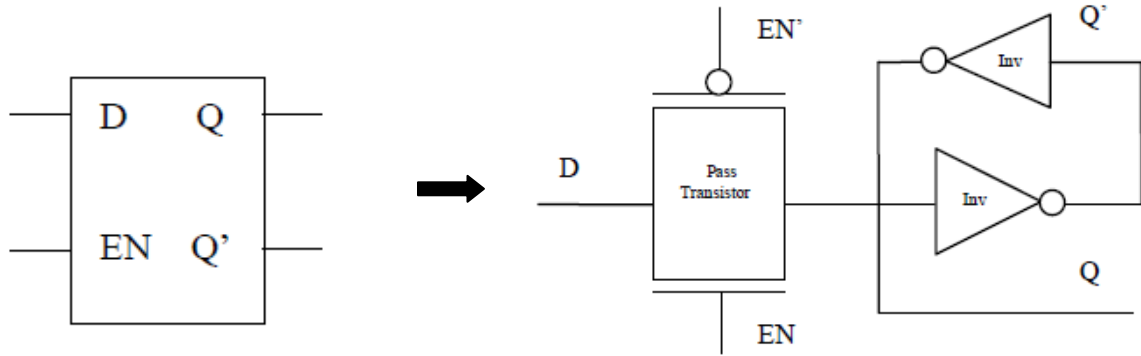 D Q
EN Q’
D
EN’
Pass
Transistor
EN
Q’
Inv
Inv
Q